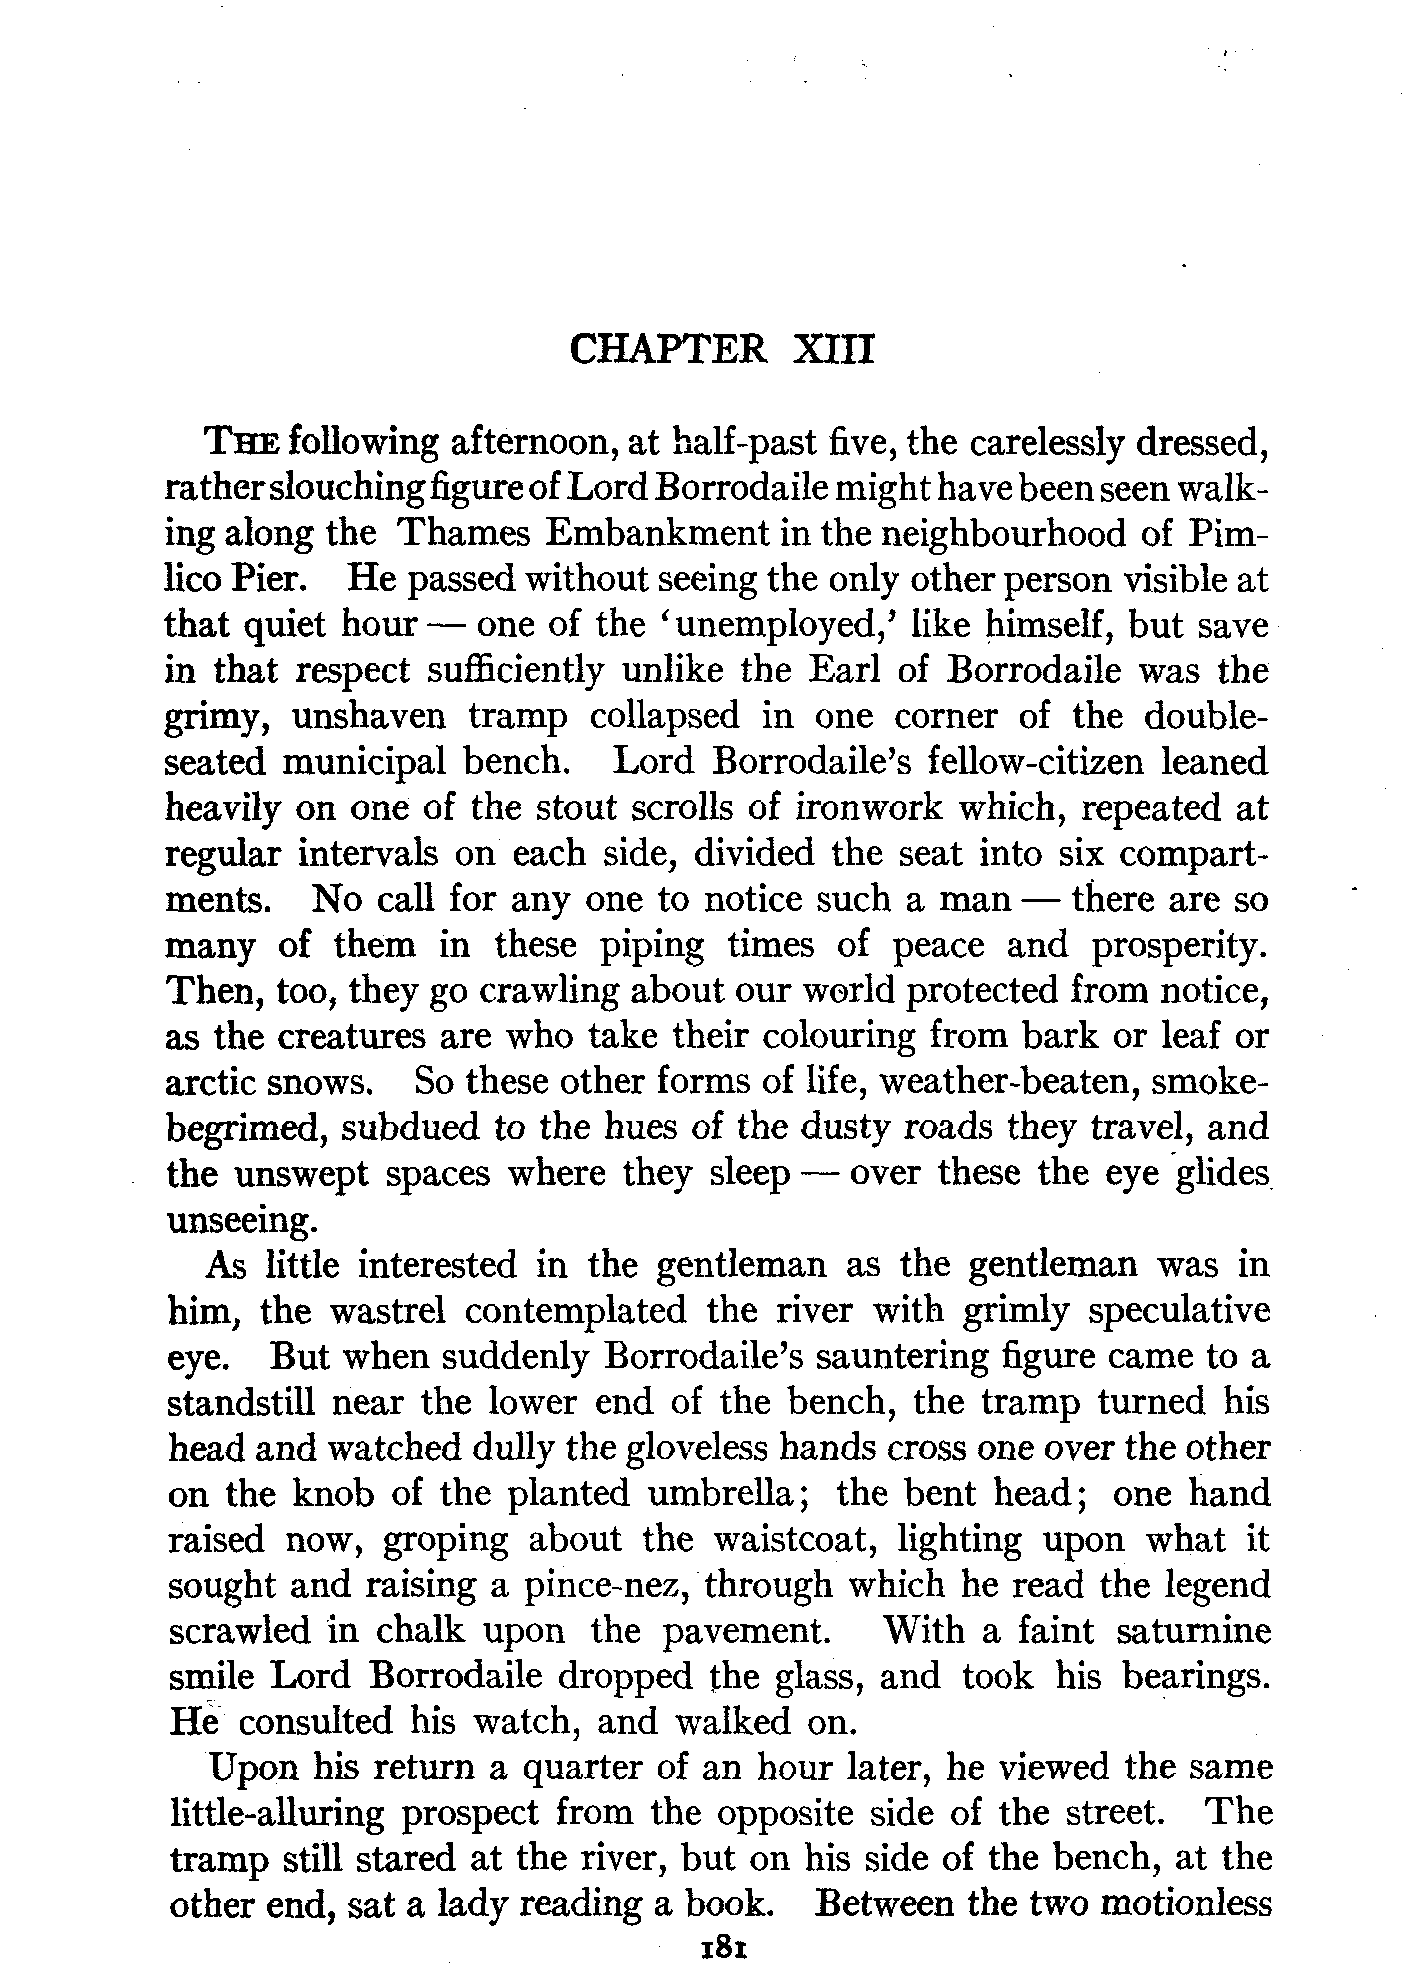 CHAPTER XIII
THE following afternoon, at half-past five, the carelessly dressed,
rather slouching figure of Lord Borrodaile might have been seen walk-
ing along the Thames Embankment in the neighbourhood of Pim-
lico Pier. He passed without seeing the only other person visible at
that quiet hour — one of the ‘unemployed,’ like himself, but save
in that respect sufficiently unlike the Earl of Borrodaile was the
grimy, unshaven tramp collapsed in one corner of the double-
seated municipal bench. Lord Borrodaile’s fellow-citizen leaned
heavily on one of the stout scrolls of ironwork which, repeated at
regular intervals on each side, divided the seat into six compart-
ments. No call for any one to notice such a man — there are so
many of them in these piping times of peace and prosperity.
Then, too, they go crawling about our world protected from notice,
as the creatures are who take their colouring from bark or leaf or
arctic snows. So these other forms of life, weather-beaten, smoke-
begrimed, subdued to the hues of the dusty roads they travel, and
the unswept spaces where they sleep — over these the eye glides
unseeing.
As little interested in the gentleman as the gentleman was in
him, the wastrel contemplated the river with grimly speculative
eye. But when suddenly Borrodaile’s sauntering figure came to a
standstill near the lower end of the bench, the tramp turned his
head and watched dully the gloveless hands cross one over the other
on the knob of the planted umbrella; the bent head; one hand
raised now, groping about the waistcoat, lighting upon what it
sought and raising a pince-nez, through which he read the legend
scrawled in chalk upon the pavement. With a faint saturnine
smile Lord Borrodaile dropped the glass, and took his bearings.
He consulted his watch, and walked on.
Upon his return a quarter of an hour later, he viewed the same
little-alluring prospect from the opposite side of the street. The
tramp still stared at the river, but on his side of the bench, at the
other end, sat a lady reading a book. Between the two motionless
181